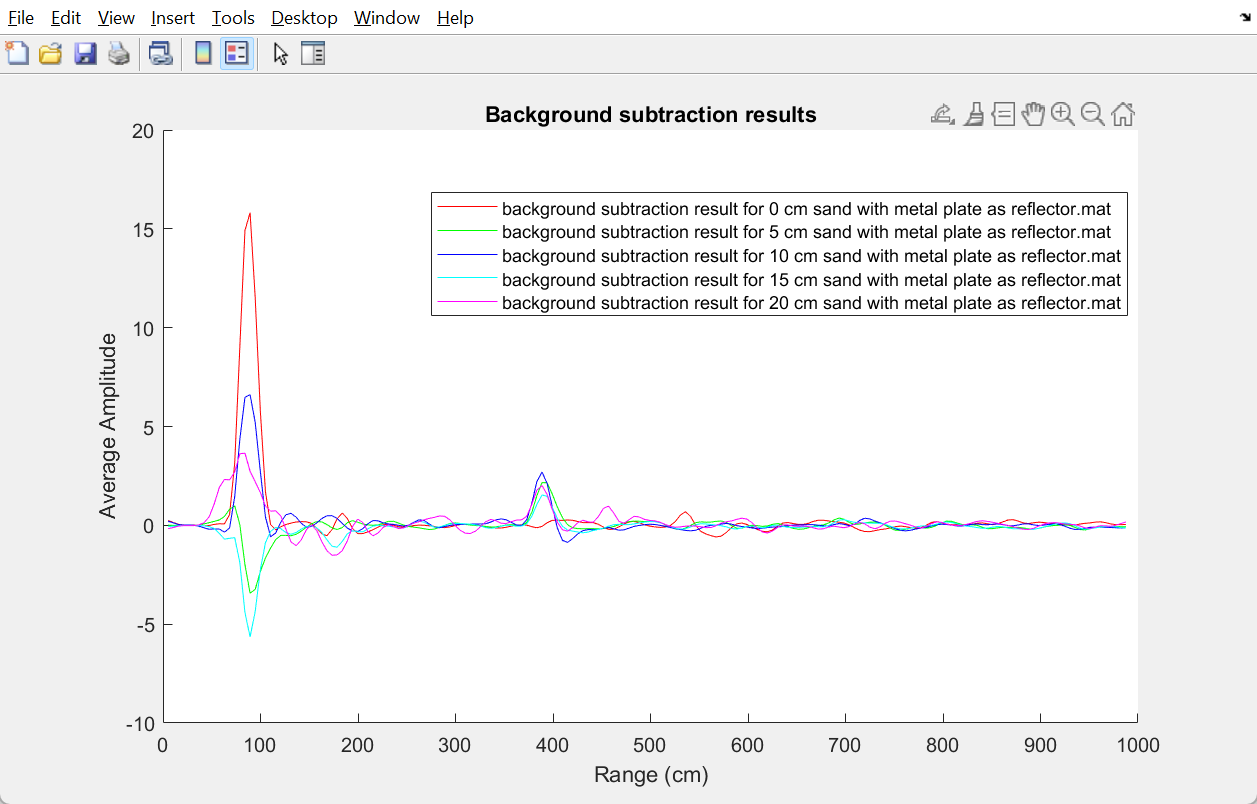 File Edit View Insert Tools Desktop Window Help
Background subtraction results
20
15
10
5
0
-5
-10
Average Amplitude
background subtraction result for 0 cm sand with metal plate as reflector.mat
background subtraction result for 5 cm sand with metal plate as reflector.mat
background subtraction result for 10 cm sand with metal plate as reflector.mat
background subtraction result for 15 cm sand with metal plate as reflector.mat
background subtraction result for 20 cm sand with metal plate as reflector.mat
0 100 200 300 400 500 600 700 800 900 1000
Range (cm)